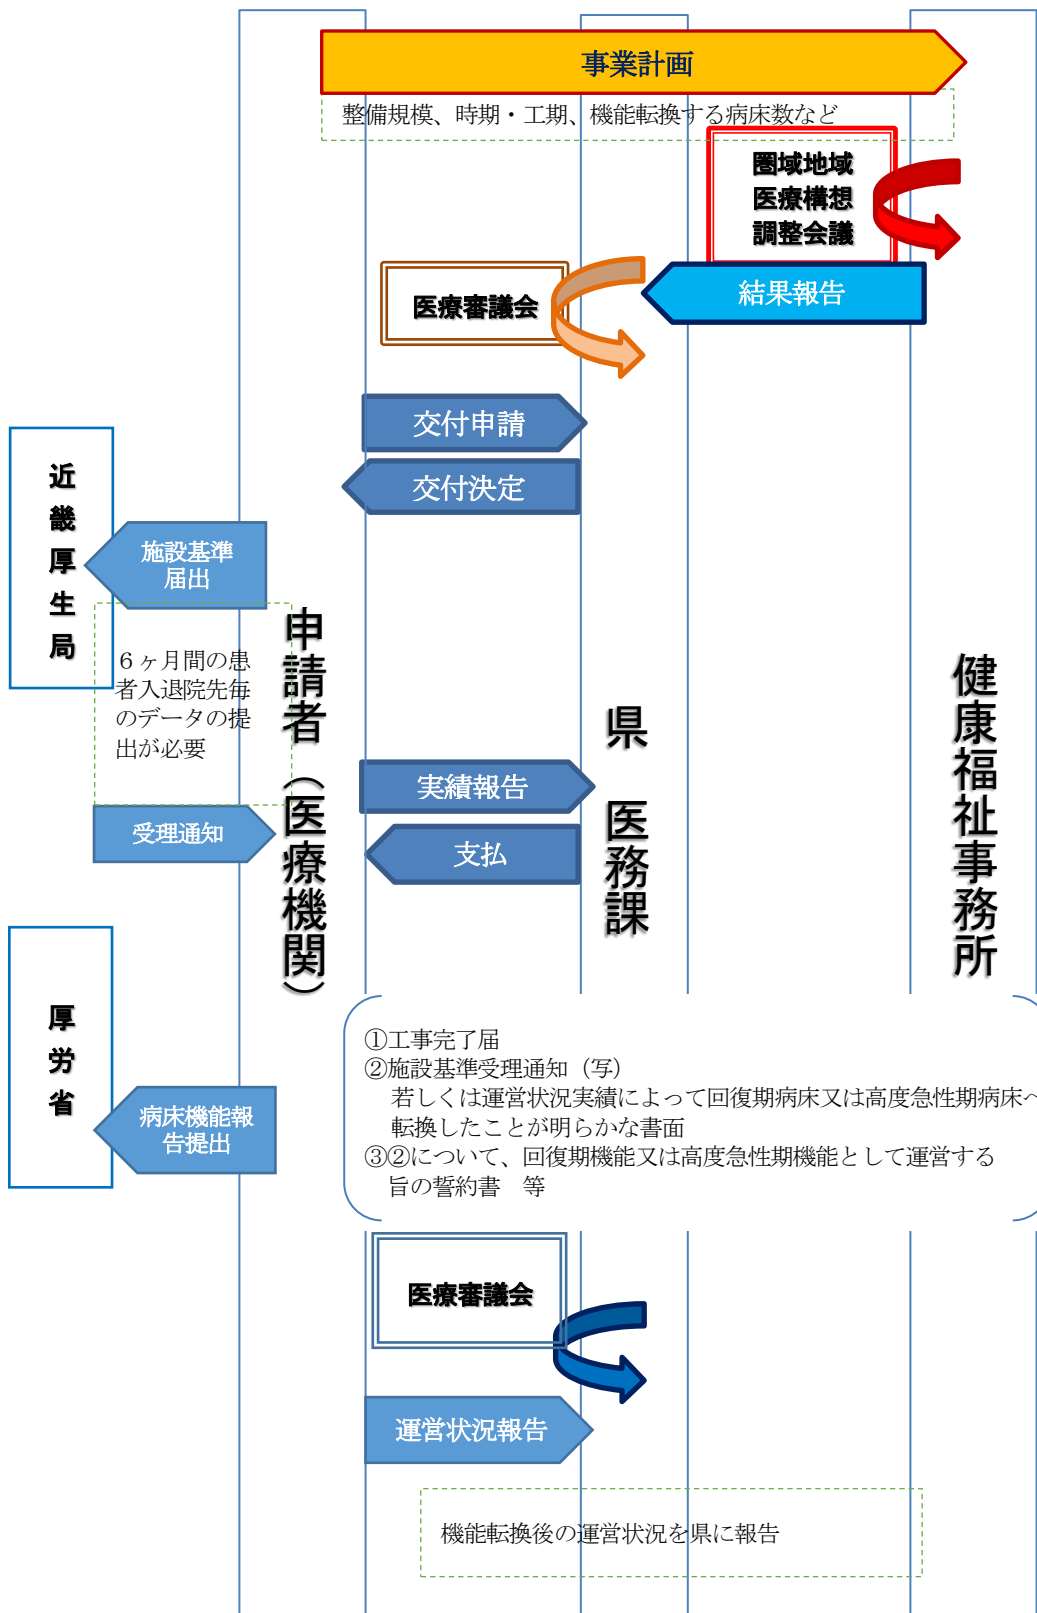 事業計画
整備規模、時期・工期、機能転換する病床数など
圏域地域
医療構想
調整会議
結果報告
医療審議会
交付申請
交付決定
近畿厚生局
施設基準
届出
6ヶ月間の患
者入退院先毎
のデータの提
出が必要
受理通知
申請者（医療機関）
県 医務課
健康福祉事務所
実績報告
支払
厚労省
病床機能報
告提出
①工事完了届
②施設基準受理通知（写）
若しくは運営状況実績によって回復期病床又は高度急性期病床へ
転換したことが明らかな書面
③②について、回復期機能又は高度急性期機能として運営する
旨の誓約書 等
医療審議会
運営状況報告
機能転換後の運営状況を県に報告